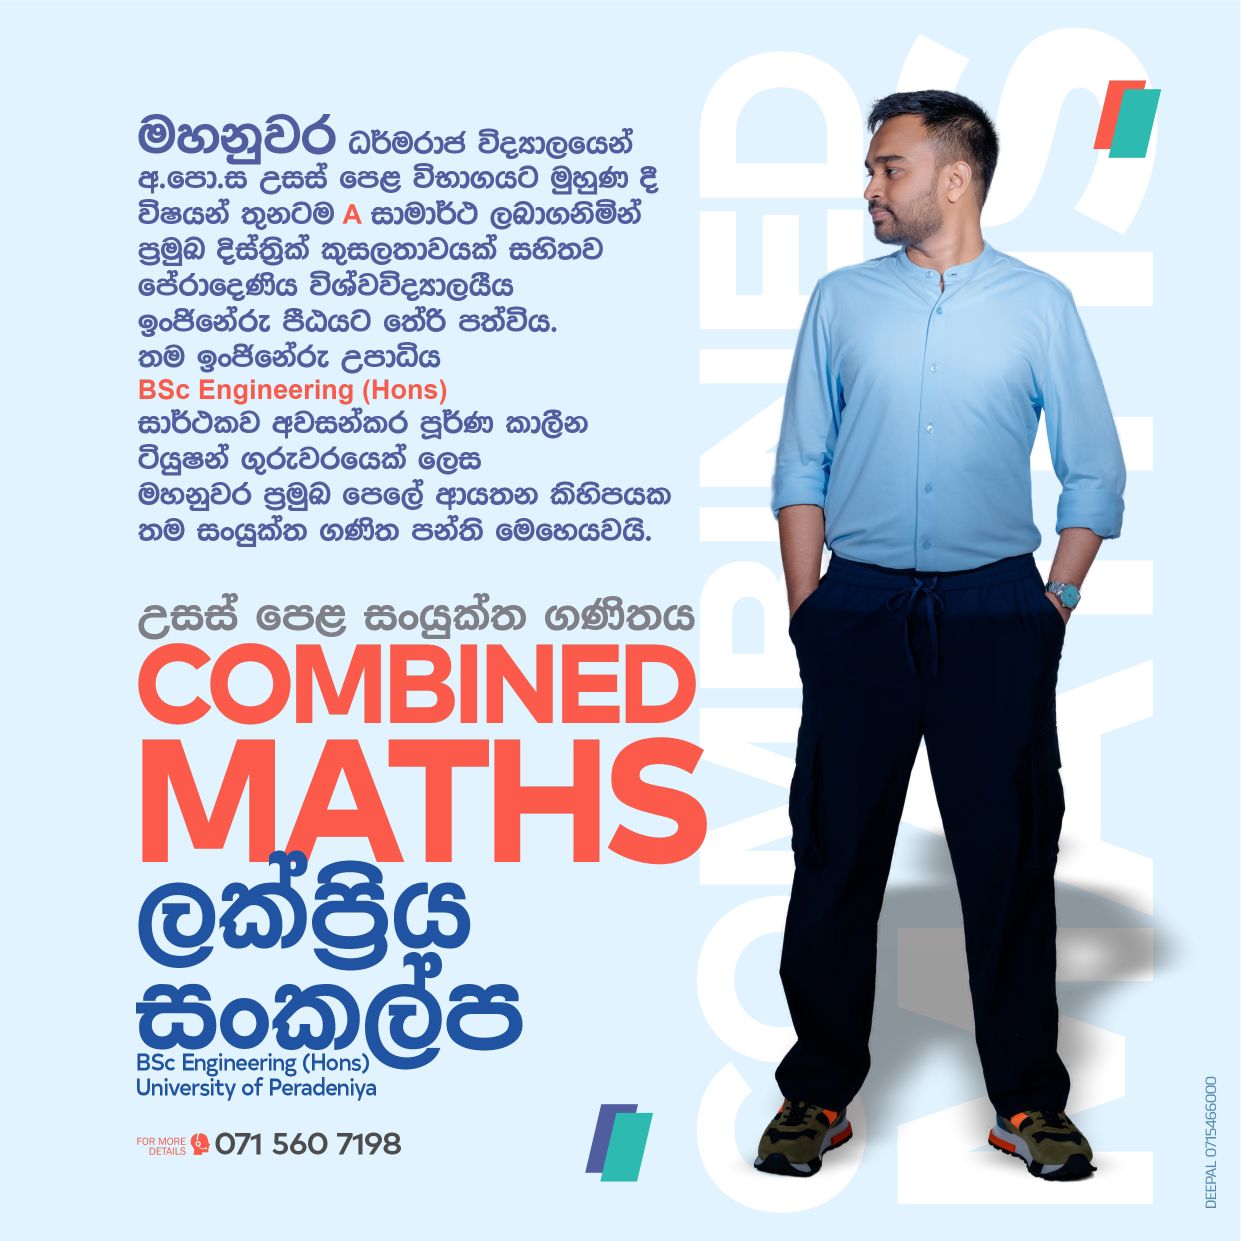 මහනුවර ධර්මරාජ විද්‍යාලයෙන්
අ.පො.ස උසස් පෙළ විභාගයට මුහුණ දී
විෂයන් තුනටම A සාමාර්ථ ලබාගනිමින්
ප්‍රමුඛ දිස්ත්‍රික් කුසලතාවයක් සහිතව
පේරාදෙණිය විශ්වවිද්‍යාලයීය
ඉංජිනේරු පීඨයට තේරී පත්විය.
තම ඉංජිනේරු උපාධිය
BSc Engineering (Hons)
සාර්ථකව අවසන්කර පූර්ණ කාලීන
ටියුෂන් ගුරුවරයෙක් ලෙස
මහනුවර ප්‍රමුඛ පෙලේ ආයතන කිහිපයක
තම සංයුක්ත ගණිත පන්ති මෙහෙයවයි.
උසස් පෙළ සංයුක්ත ගණිතය
COMBINED
MATHS
ලක්ප්‍රිය
සංකල්ප
BSc Engineering (Hons)
University of Peradeniya
FOR MORE
DETAILS
071 560 7198
COMBINED
MATHS
DEEPAL 0715466000